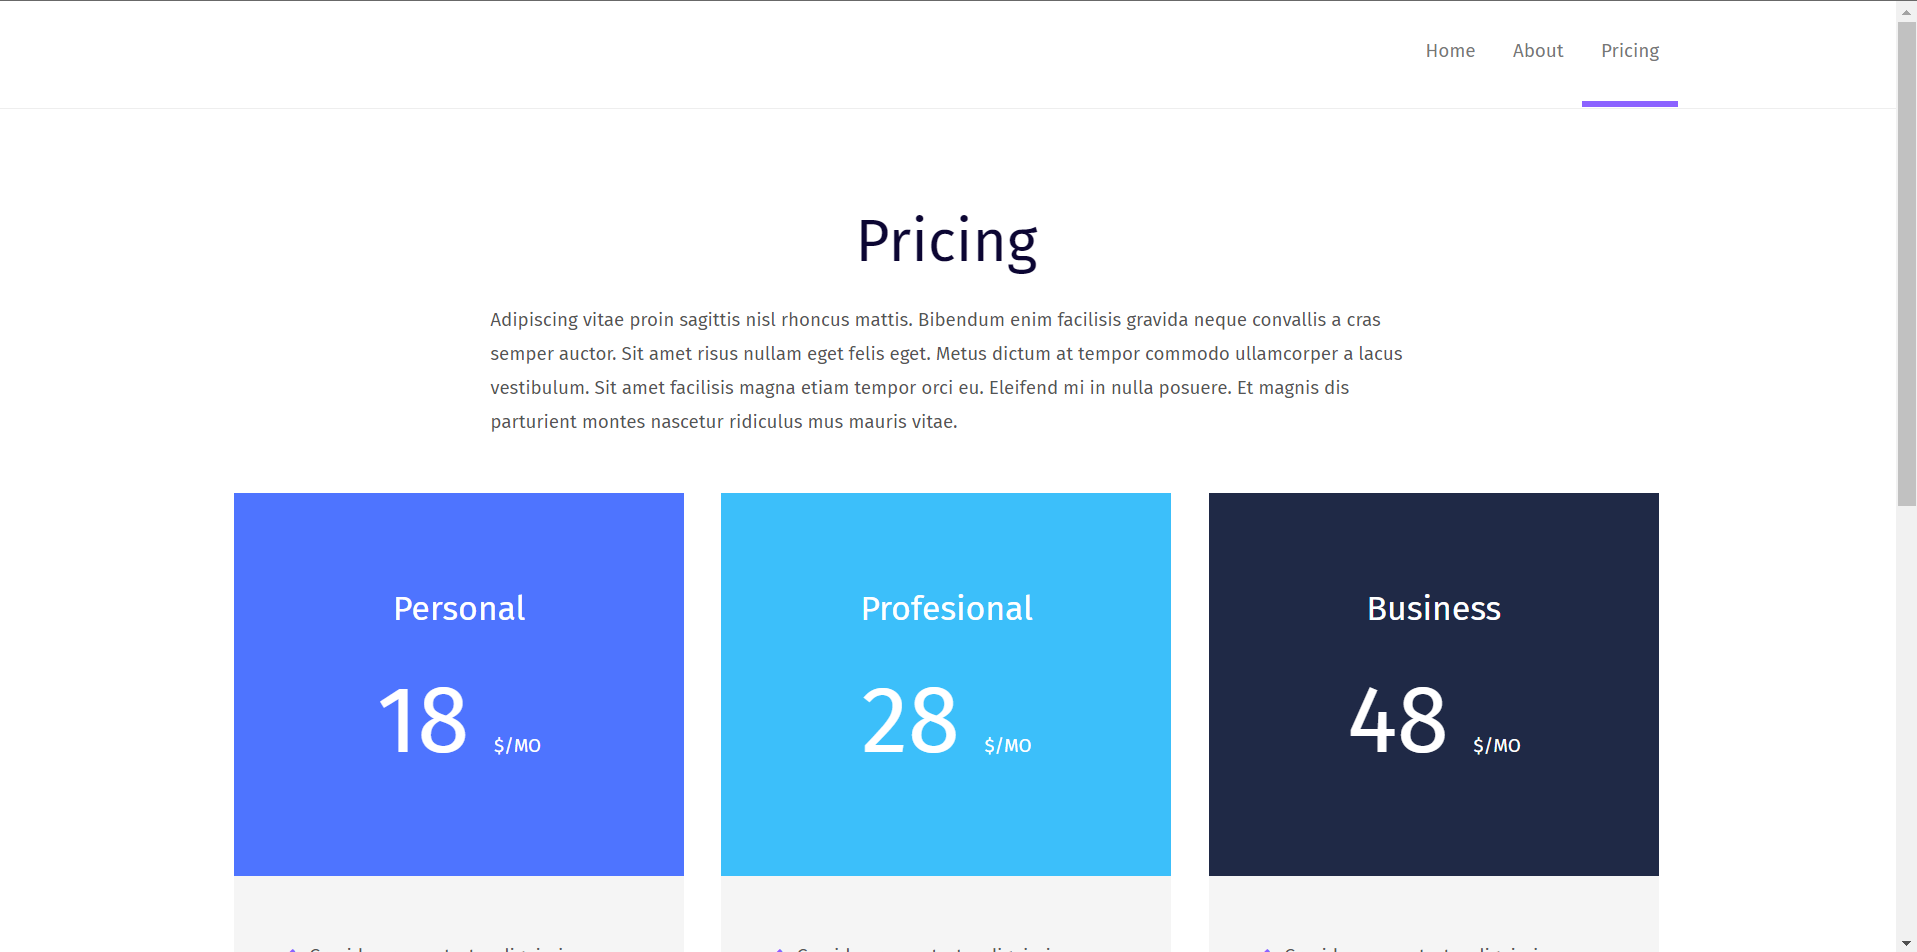 Home About Pricing
Pricing
Adipiscing vitae proin sagittis nisl rhoncus mattis. Bibendum enim facilisis gravida neque convallis a cras
semper auctor. Sit amet risus nullam eget felis eget. Metus dictum at tempor commodo ullamcorper a lacus
vestibulum. Sit amet facilisis magna etiam tempor orci eu. Eleifend mi in nulla posuere. Et magnis dis
parturient montes nascetur ridiculus mus mauris vitae.
Personal
18 $/MO
Profesional
28 $/MO
Business
48 $/MO